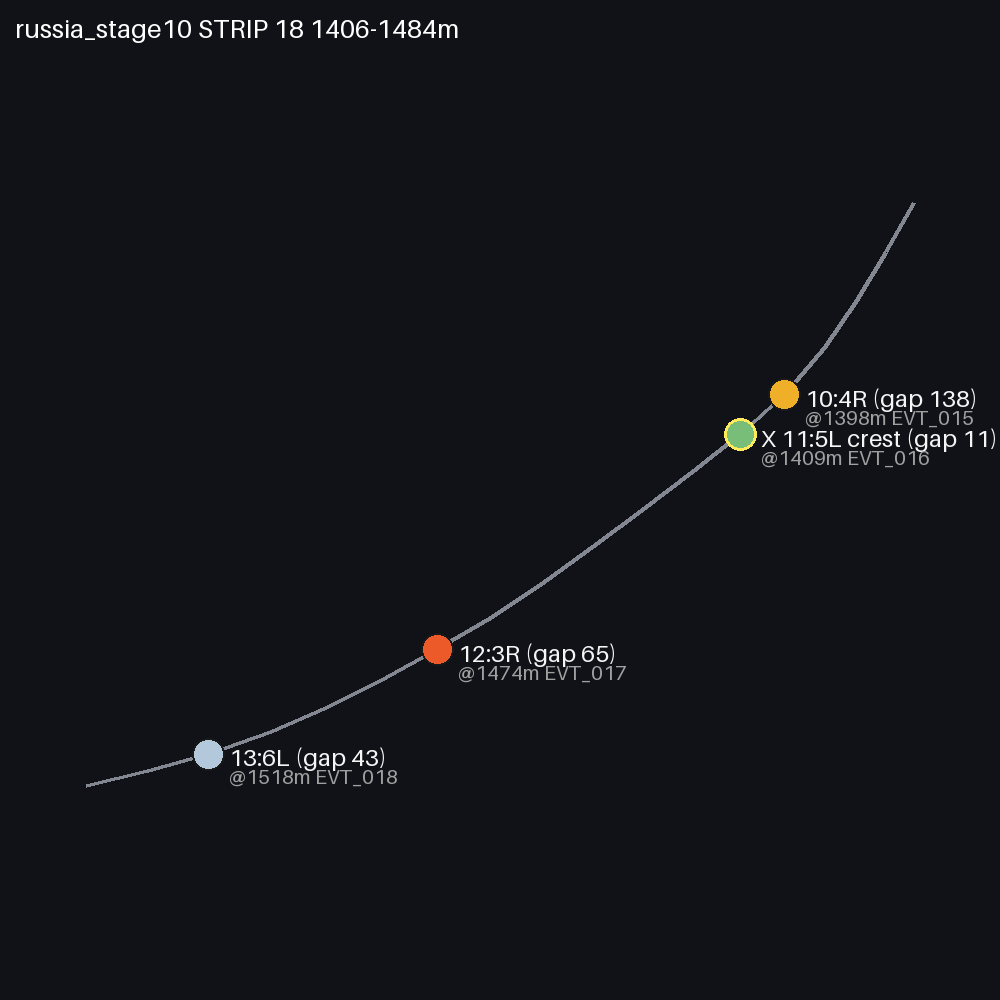 russia_stage10 STRIP 18 1406-1484m
10:4R (gap 138)
@1398m EVT_015
X 11:5L crest (gap 11)
@1409m EVT_016
12:3R (gap 65)
@1474m EVT_017
13:6L (gap 43)
@1518m EVT_018